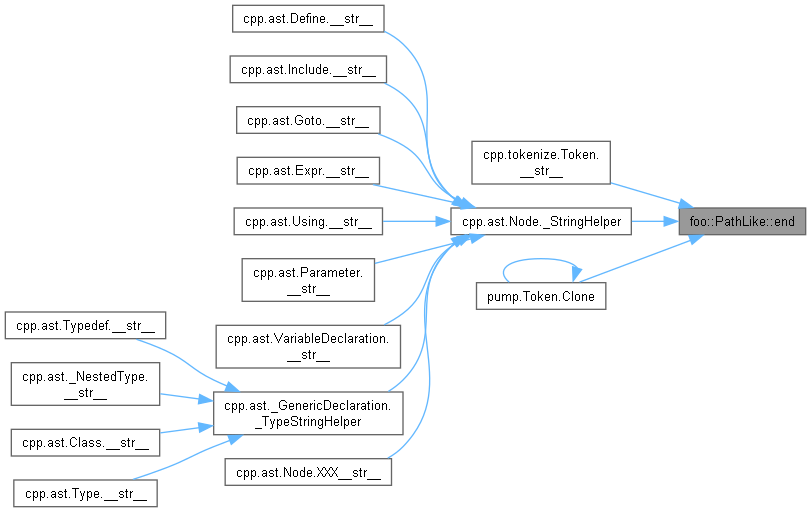 cpp.ast.Define.__str__
cpp.ast.Include.__str__
cpp.ast.Goto.__str__
cpp.ast.Expr.__str__
cpp.ast.Using.__str__
cpp.ast.Parameter.
__str__
cpp.ast.VariableDeclaration.
__str__
cpp.ast._GenericDeclaration.
_TypeStringHelper
cpp.ast.Node.XXX__str__
cpp.ast.Typedef.__str__
cpp.ast._NestedType.
__str__
cpp.ast.Class.__str__
cpp.ast.Type.__str__
cpp.tokenize.Token.
__str__
cpp.ast.Node._StringHelper
pump.Token.Clone
foo::PathLike::end